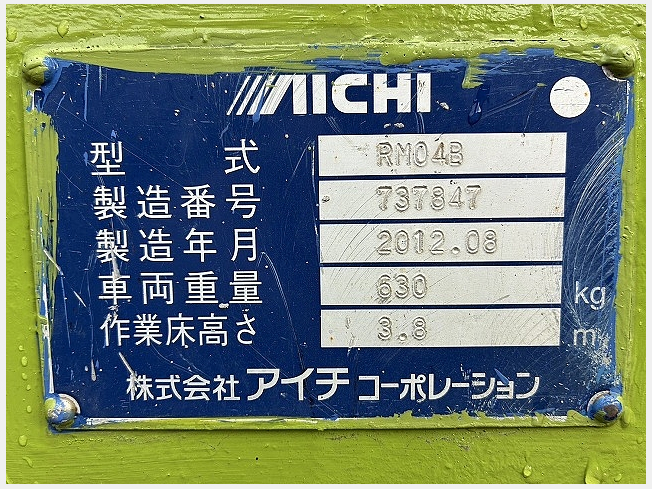 AICHI
型式 RM04B
製造番号 737847
製造年月 2012.08
車両重量 630 kg
作業床高さ 3.8 m
株式会社アイチコーポレーション